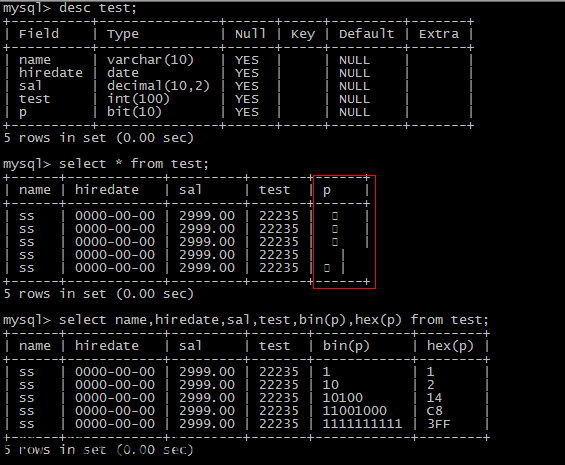 mysql> desc test;
+----------+---------------+------+-----+---------+-------+
| Field    | Type          | Null | Key | Default | Extra |
+----------+---------------+------+-----+---------+-------+
| name     | varchar(10)   | YES  |     | NULL    |       |
| hiredate | date          | YES  |     | NULL    |       |
| sal      | decimal(10,2) | YES  |     | NULL    |       |
| test     | int(100)      | YES  |     | NULL    |       |
| p        | bit(10)       | YES  |     | NULL    |       |
+----------+---------------+------+-----+---------+-------+
5 rows in set (0.00 sec)
mysql> select * from test;
+------+------------+---------+-------+------+
| name | hiredate   | sal     | test  | p    |
+------+------------+---------+-------+------+
| ss   | 0000-00-00 | 2999.00 | 22235 |      |
| ss   | 0000-00-00 | 2999.00 | 22235 |      |
| ss   | 0000-00-00 | 2999.00 | 22235 |      |
| ss   | 0000-00-00 | 2999.00 | 22235 |    |
| ss   | 0000-00-00 | 2999.00 | 22235 |    |
+------+------------+---------+-------+------+
5 rows in set (0.00 sec)
mysql> select name,hiredate,sal,test,bin(p),hex(p) from test;
+------+------------+---------+-------+------------+--------+
| name | hiredate   | sal     | test  | bin(p)     | hex(p) |
+------+------------+---------+-------+------------+--------+
| ss   | 0000-00-00 | 2999.00 | 22235 | 1          | 1      |
| ss   | 0000-00-00 | 2999.00 | 22235 | 10         | 2      |
| ss   | 0000-00-00 | 2999.00 | 22235 | 10100      | 14     |
| ss   | 0000-00-00 | 2999.00 | 22235 | 11001000   | C8     |
| ss   | 0000-00-00 | 2999.00 | 22235 | 1111111111 | 3FF    |
+------+------------+---------+-------+------------+--------+
5 rows in set (0.00 sec)